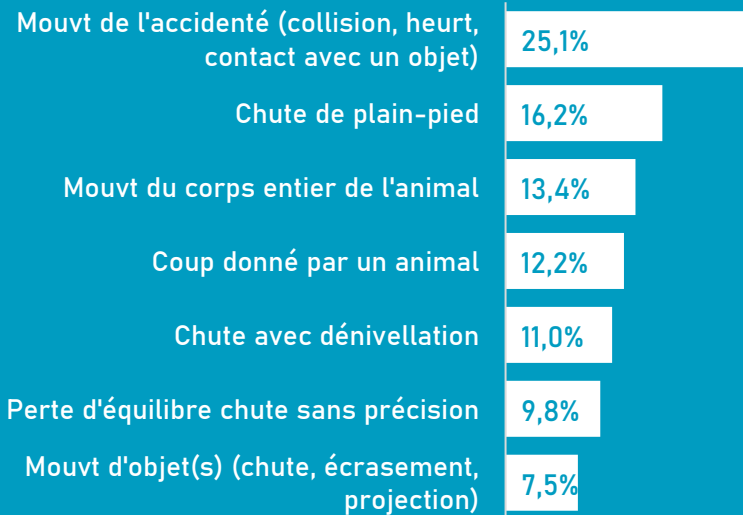 Mouvt de l'accidenté (collision, heurt,
contact avec un objet)
25,1%
Chute de plain-pied
16,2%
Mouvt du corps entier de l'animal
13,4%
Coup donné par un animal
12,2%
Chute avec dénivellation
11,0%
Perte d'équilibre chute sans précision
9,8%
Mouvt d'objet(s) (chute, écrasement,
projection)
7,5%